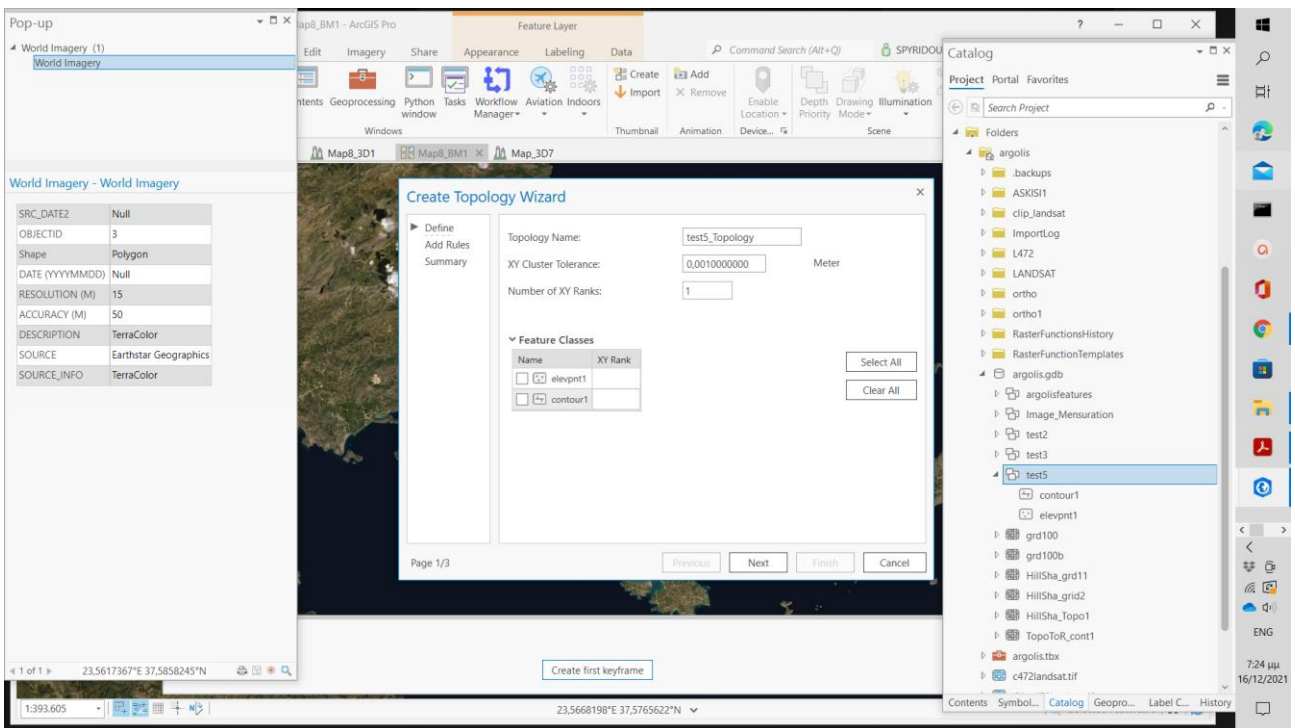 Pop-up
World Imagery (1)
World Imagery
World Imagery - World Imagery
SRC_DATE2 Null
OBJECTID 3
Shape Polygon
DATE (YYYYMMDD) Null
RESOLUTION (M) 15
ACCURACY (M) 50
DESCRIPTION TerraColor
SOURCE Earthstar Geographics
SOURCE_INFO TerraColor
1 of 1 23,5617367°E 37,5858245°N
1:393.605
ap8_BM1 - ArcGIS Pro Feature Layer ?
Edit Imagery Share Appearance Labeling Data Command Search (Alt+Q) SPYRIDOU
ntents Geoprocessing Python window Tasks Workflow Manager Aviation Indoors
Windows
Create Import
Thumbnail
Add Remove
Animation
Enable Location
Device...
Depth Priority Drawing Mode Illumination
Scene
Map8_3D1 Map8_BM1 Map_3D7
Create Topology Wizard
Define
Add Rules
Summary
Topology Name: test5_Topology
XY Cluster Tolerance: 0,0010000000 Meter
Number of XY Ranks: 1
Feature Classes
Name XY Rank
elevpnt1
contour1
Select All
Clear All
Page 1/3 Previous Next Finish Cancel
Create first keyframe
23,5668198°E 37,5765622°N
Catalog
Project Portal Favorites
Search Project
Folders
argolis
.backups
ASKISI1
clip_landsat
ImportLog
L472
LANDSAT
ortho
ortho1
RasterFunctionsHistory
RasterFunctionTemplates
argolis.gdb
argolisfeatures
Image_Mensuration
test2
test3
test5
contour1
elevpnt1
grd100
grd100b
HillSha_grd11
HillSha_grid2
HillSha_Topo1
TopoToR_cont1
argolis.tbx
c472landsat.tif
Contents Symbol... Catalog Geopro... Label C... History
ENG
7:24 μμ
16/12/2021